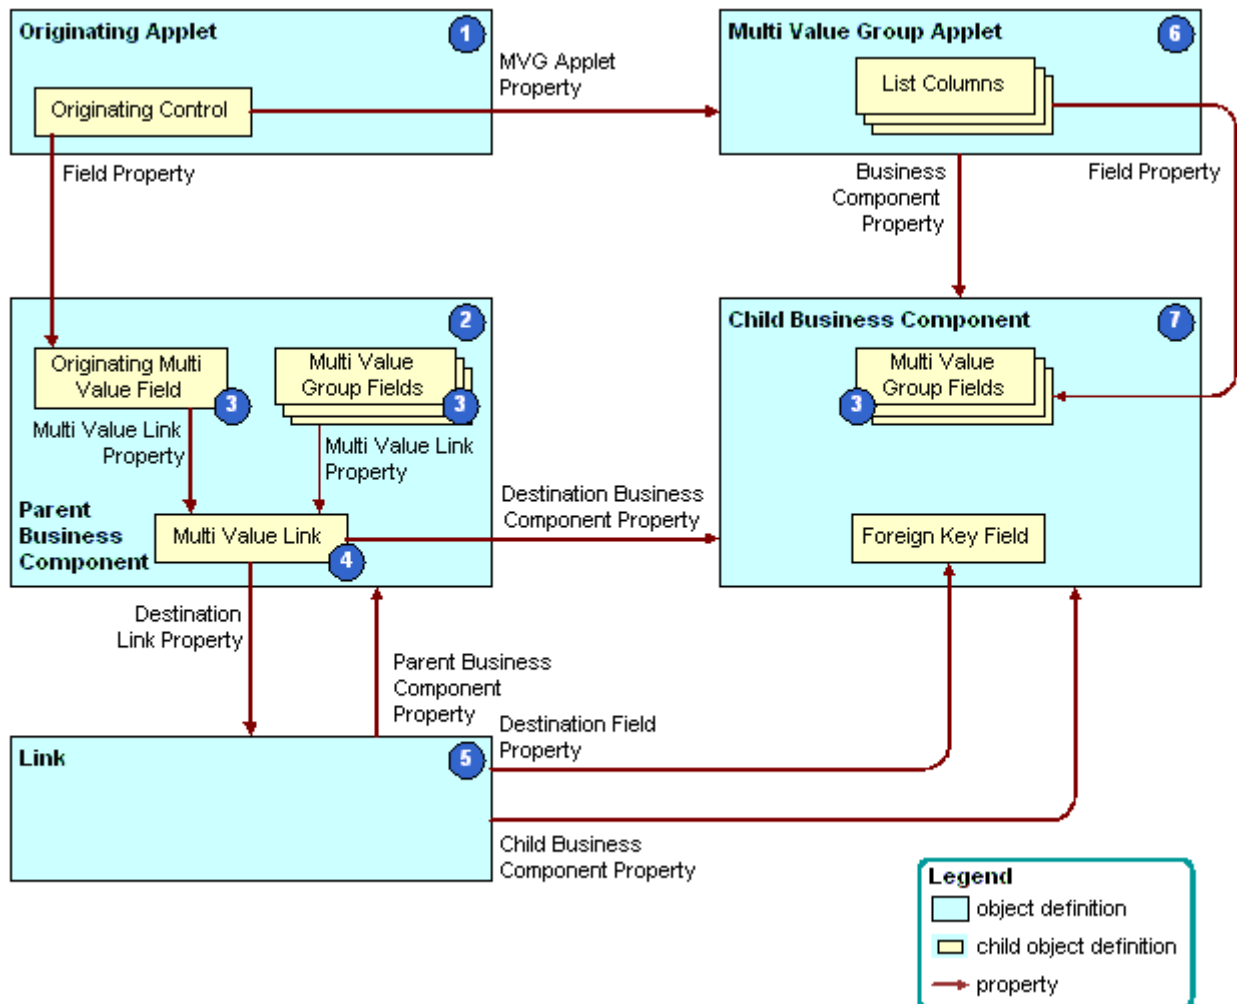 Originating Applet
1
Originating Control
MVG Applet
Property
Multi Value Group Applet
6
List Columns
Field Property
Business
Component
Property
Field Property
2
Originating Multi
Value Field
3
Multi Value
Group Fields
3
Multi Value Link
Property
Multi Value Link
Property
Parent
Business
Component
Multi Value Link
4
Destination Business
Component Property
Child Business Component
7
Multi Value
Group Fields
3
Foreign Key Field
Destination
Link Property
Parent Business
Component
Property
Destination Field
Property
Link
5
Child Business
Component Property
Legend
object definition
child object definition
property